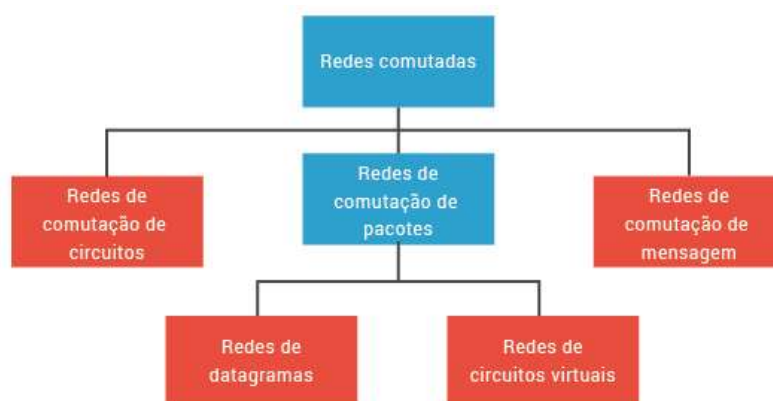 Redes comutadas
Redes de
comutação de
circuitos
Redes de
comutação de
pacotes
Redes de
comutação de
mensagem
Redes de
datagramas
Redes de
circuitos virtuais